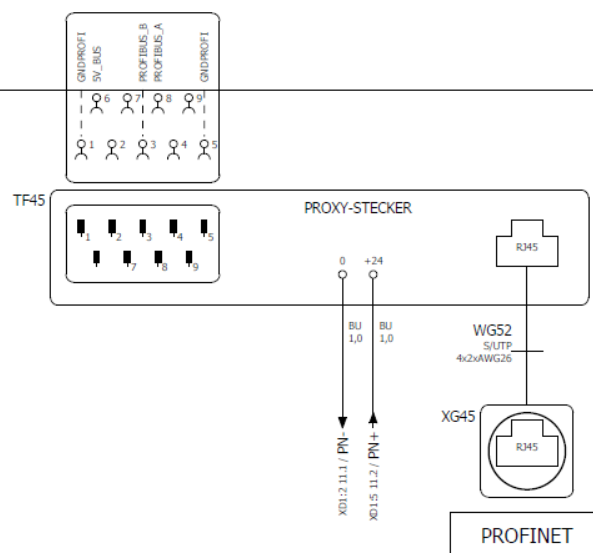 GNDPROFI
5V_BUS
PROFIBUS_B
PROFIBUS_A
GNDPROFI
6 7 8 9
1 2 3 4 5
TF45
PROXY-STECKER
1 2 3 4 5
7 8 9
RJ45
0 +24
BU
1,0
BU
1,0
WG52
S/UTP
4x2xAWG26
XD1:2 11.1 / PN-
XD1:5 11.2 / PN+
XG45
RJ45
PROFINET